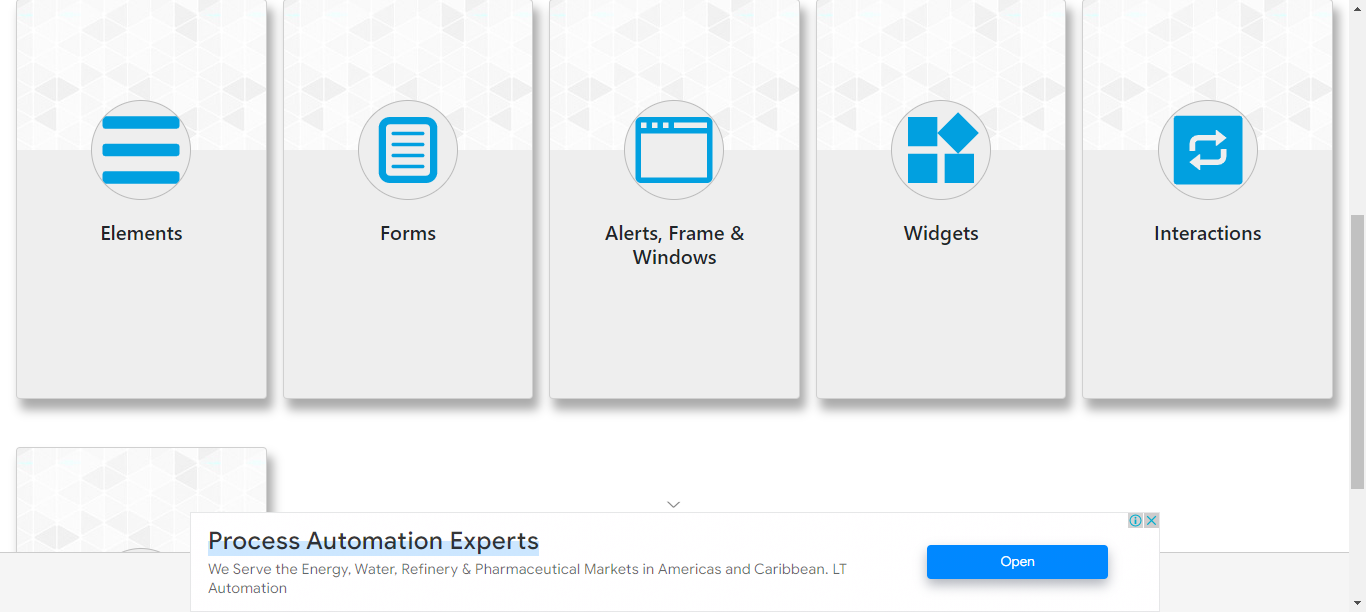 Elements
Forms
Alerts, Frame &
Windows
Widgets
Interactions
Process Automation Experts
We Serve the Energy, Water, Refinery & Pharmaceutical Markets in Americas and Caribbean. LT
Automation
Open